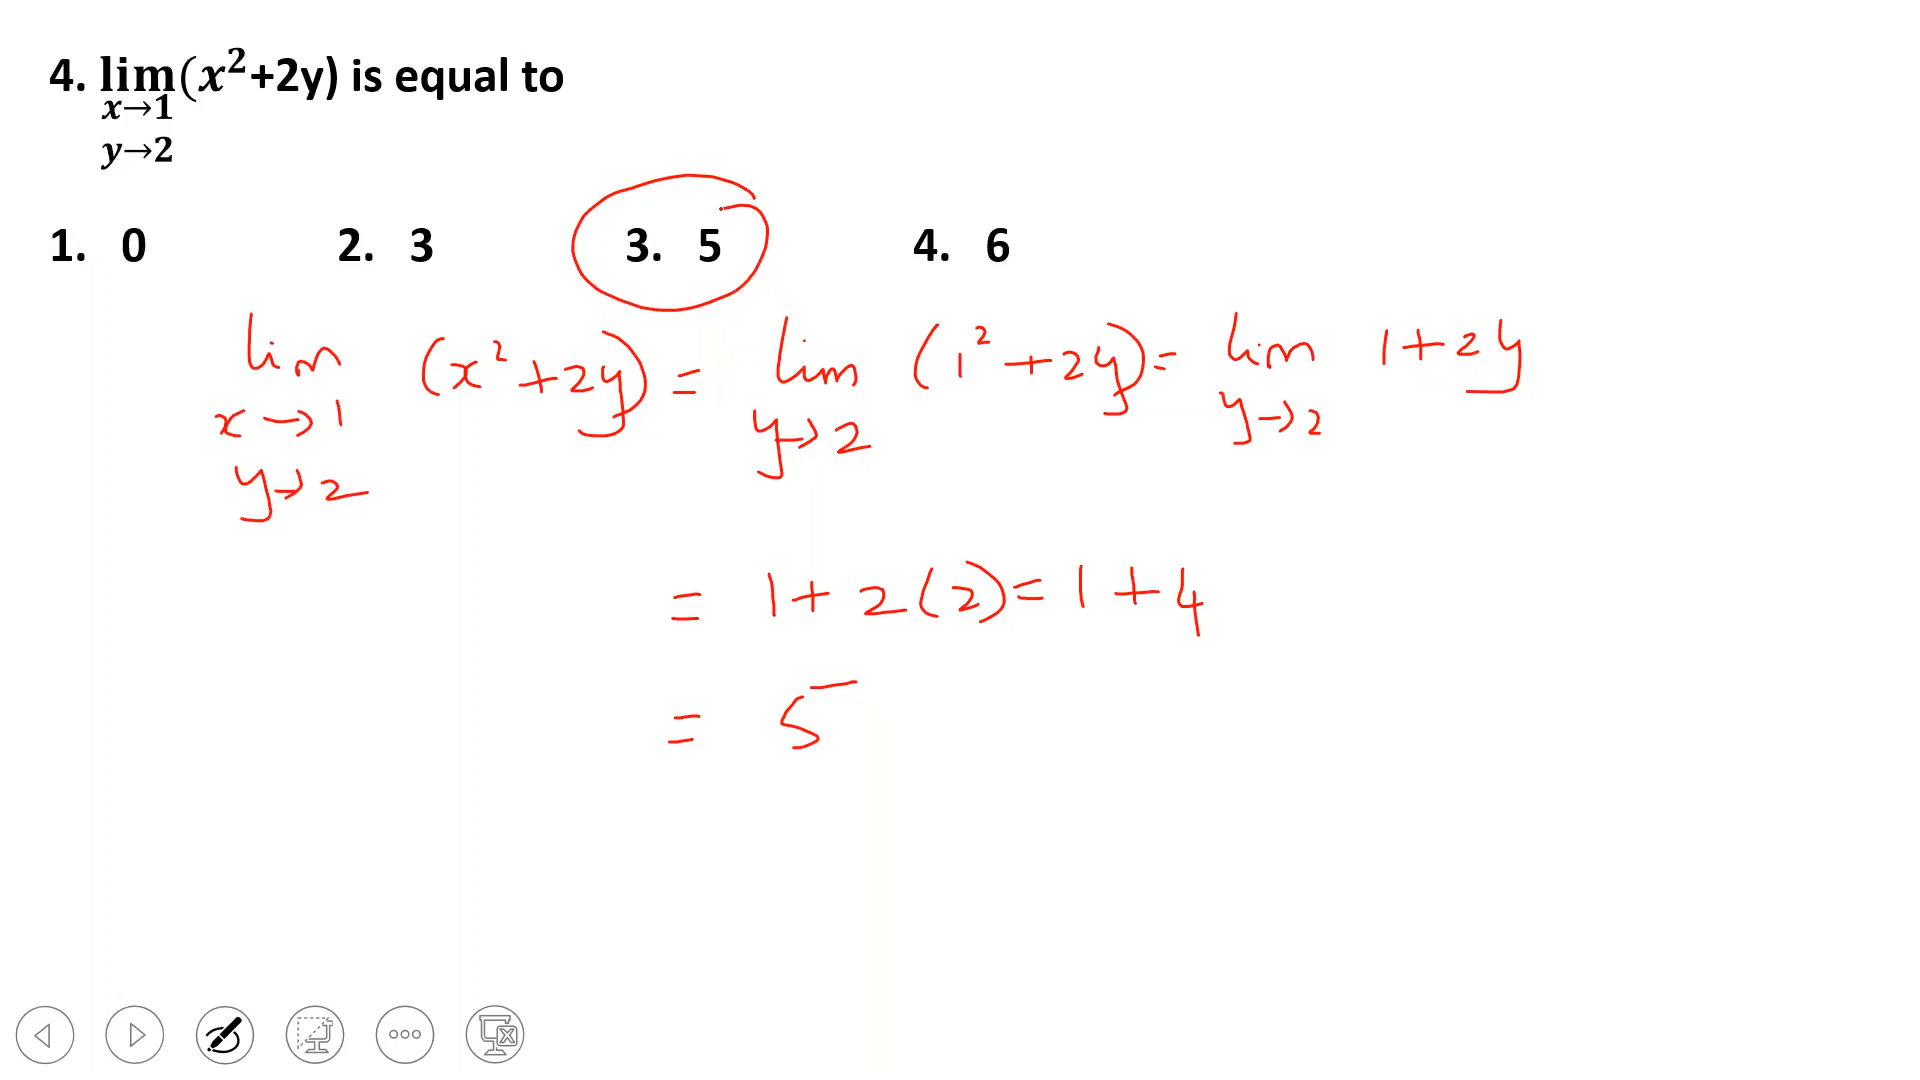 4. lim(x²+2y) is equal to
x→1
y→2
1. 0 2. 3 3. 5 4. 6
lim (x² + 2y) = lim (1² + 2y) = lim 1 + 2y
x → 1 y → 2 y → 2
y → 2
= 1 + 2(2) = 1 + 4
= 5